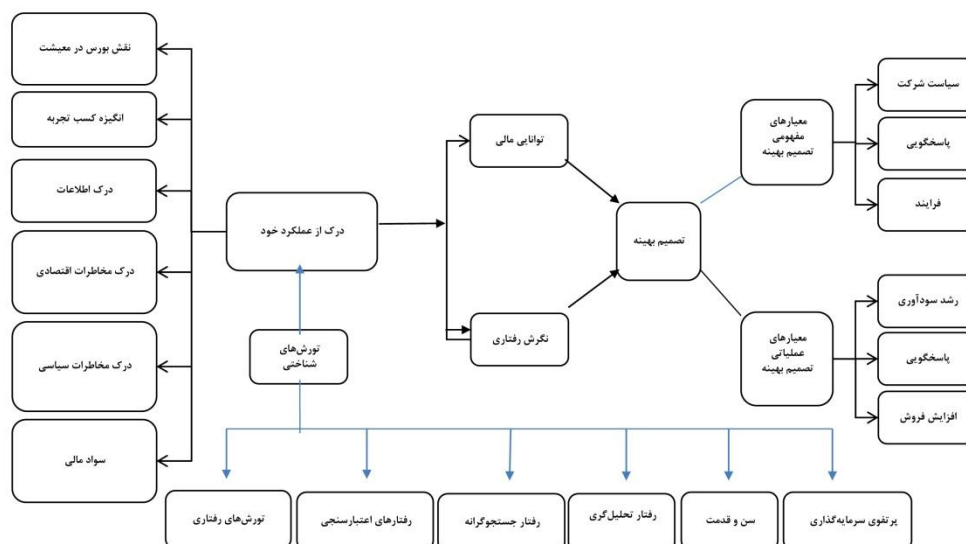 نقش بورس در معیشت
انگیزه کسب تجربه
درک اطلاعات
درک مخاطرات اقتصادی
درک مخاطرات سیاسی
سواد مالی
درک از عملکرد خود
تورش‌های
شناختی
توانایی مالی
نگرش رفتاری
تصمیم بهینه
معیارهای
مفهومی
تصمیم بهینه
معیارهای
عملیاتی
تصمیم بهینه
سیاست شرکت
پاسخگویی
فرایند
رشد سودآوری
پاسخگویی
افزایش فروش
پرتفوی سرمایه‌گذاری
سن و قدمت
رفتار تحلیل‌گری
رفتار جستجوگرانه
رفتارهای اعتبارسنجی
تورش‌های رفتاری